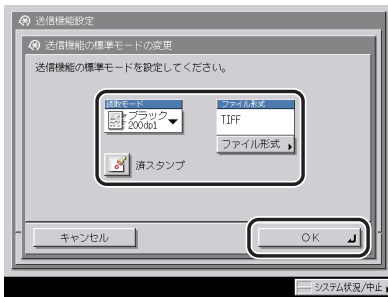 送信機能設定
送信機能の標準モードの変更
送信機能の標準モードを設定してください。
読取モード
ブラック
200dpi
ファイル形式
TIFF
ファイル形式
済スタンプ
キャンセル
OK
システム状況/中止